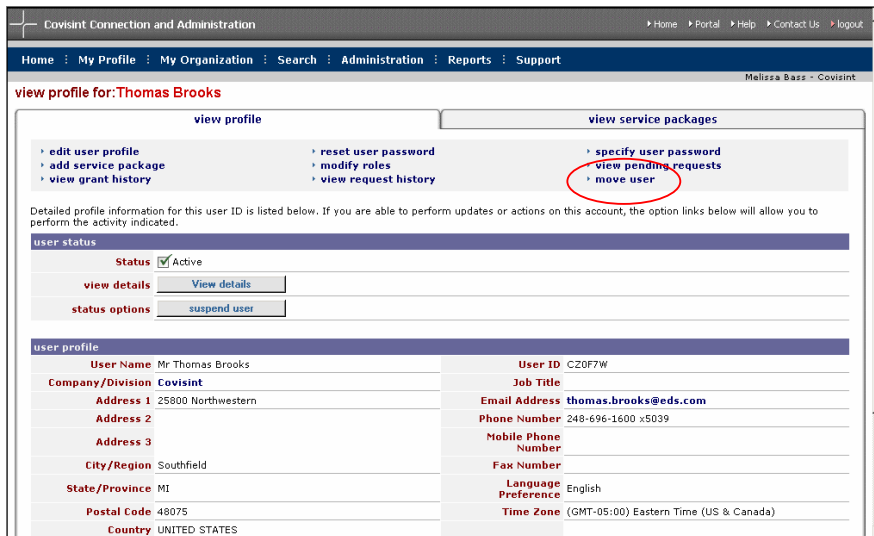 Covisint Connection and Administration
Home Portal Help Contact Us logout
Home My Profile My Organization Search Administration Reports Support
Melissa Bass - Covisint
view profile for:Thomas Brooks
view profile view service packages
edit user profile reset user password specify user password
add service package modify roles view pending requests
view grant history view request history move user
Detailed profile information for this user ID is listed below. If you are able to perform updates or actions on this account, the option links below will allow you to
perform the activity indicated.
user status
Status Active
view details View details
status options suspend user
user profile
User Name Mr Thomas Brooks User ID CZ0F7W
Company/Division Covisint Job Title
Address 1 25800 Northwestern Email Address thomas.brooks@eds.com
Address 2 Phone Number 248-696-1600 x5039
Address 3 Mobile Phone
Number
City/Region Southfield Fax Number
State/Province MI Language
Preference English
Postal Code 48075 Time Zone (GMT-05:00) Eastern Time (US & Canada)
Country UNITED STATES